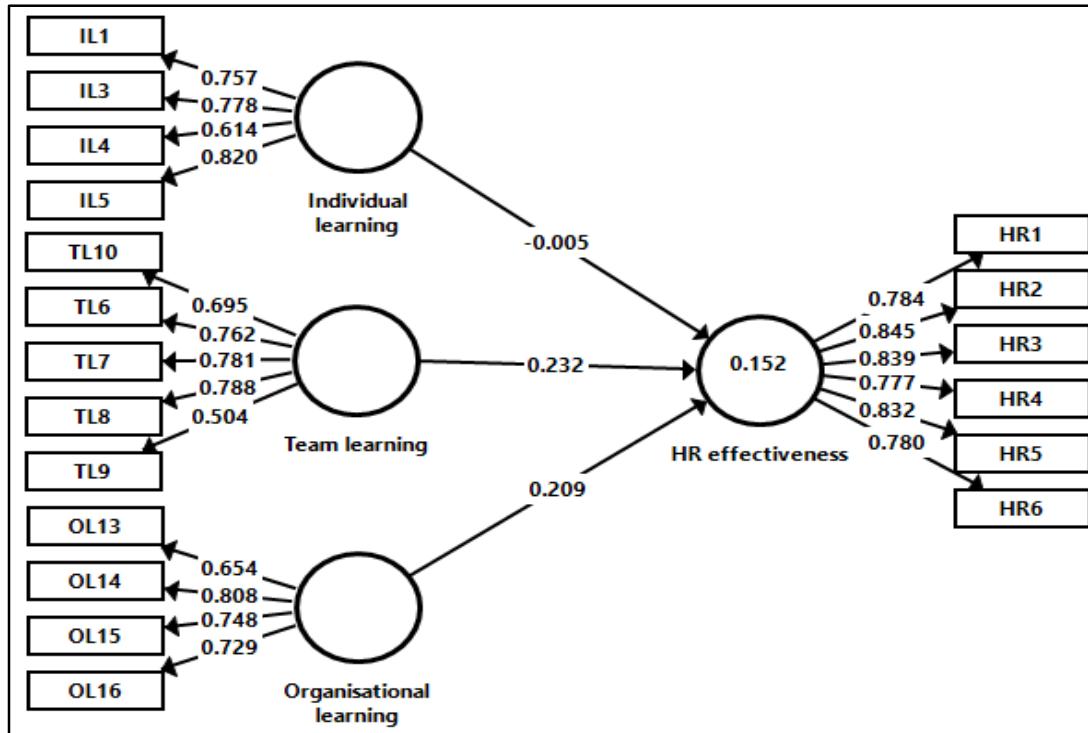 IL1
IL3
IL4
IL5
0.757
0.778
0.614
0.820
Individual
learning
TL10
TL6
TL7
TL8
TL9
0.695
0.762
0.781
0.788
0.504
Team learning
OL13
OL14
OL15
OL16
0.654
0.808
0.748
0.729
Organisational
learning
-0.005
0.232
0.209
0.152
HR effectiveness
0.784
0.845
0.839
0.777
0.832
0.780
HR1
HR2
HR3
HR4
HR5
HR6